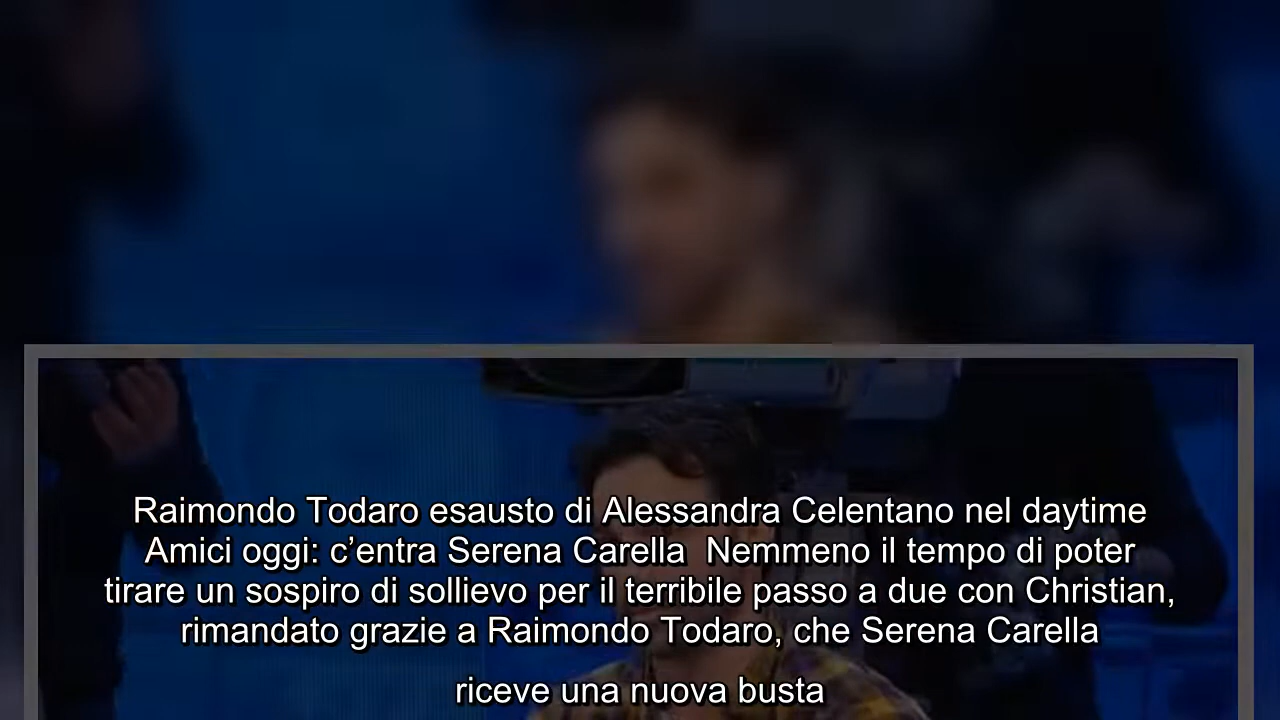 Raimondo Todaro esausto di Alessandra Celentano nel daytime
Amici oggi: c’entra Serena Carella  Nemmeno il tempo di poter
tirare un sospiro di sollievo per il terribile passo a due con Christian,
rimandato grazie a Raimondo Todaro, che Serena Carella
riceve una nuova busta